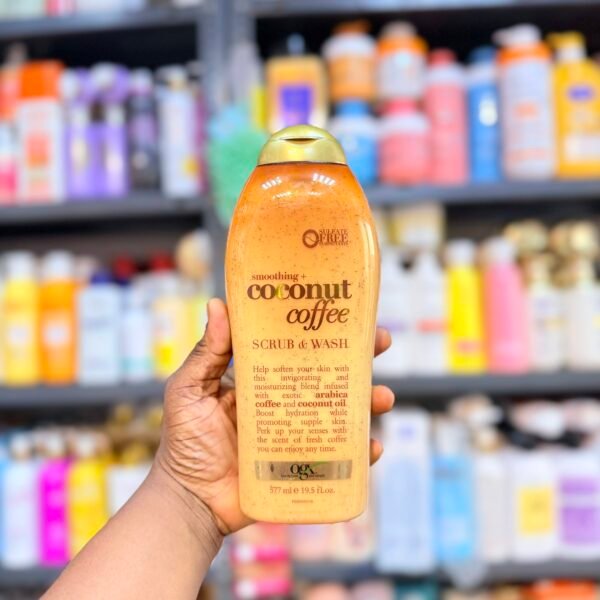 SULFATE
FREE
smoothing +
coconut
coffee
SCRUB & WASH
Help soften your skin with
this invigorating and
moisturizing blend infused
with exotic arabica
coffee and coconut oil.
Boost hydration while
promoting supple skin.
Perk up your senses with
the scent of fresh coffee
you can enjoy any time.
ogx
577 ml e 19.5 fl.oz.